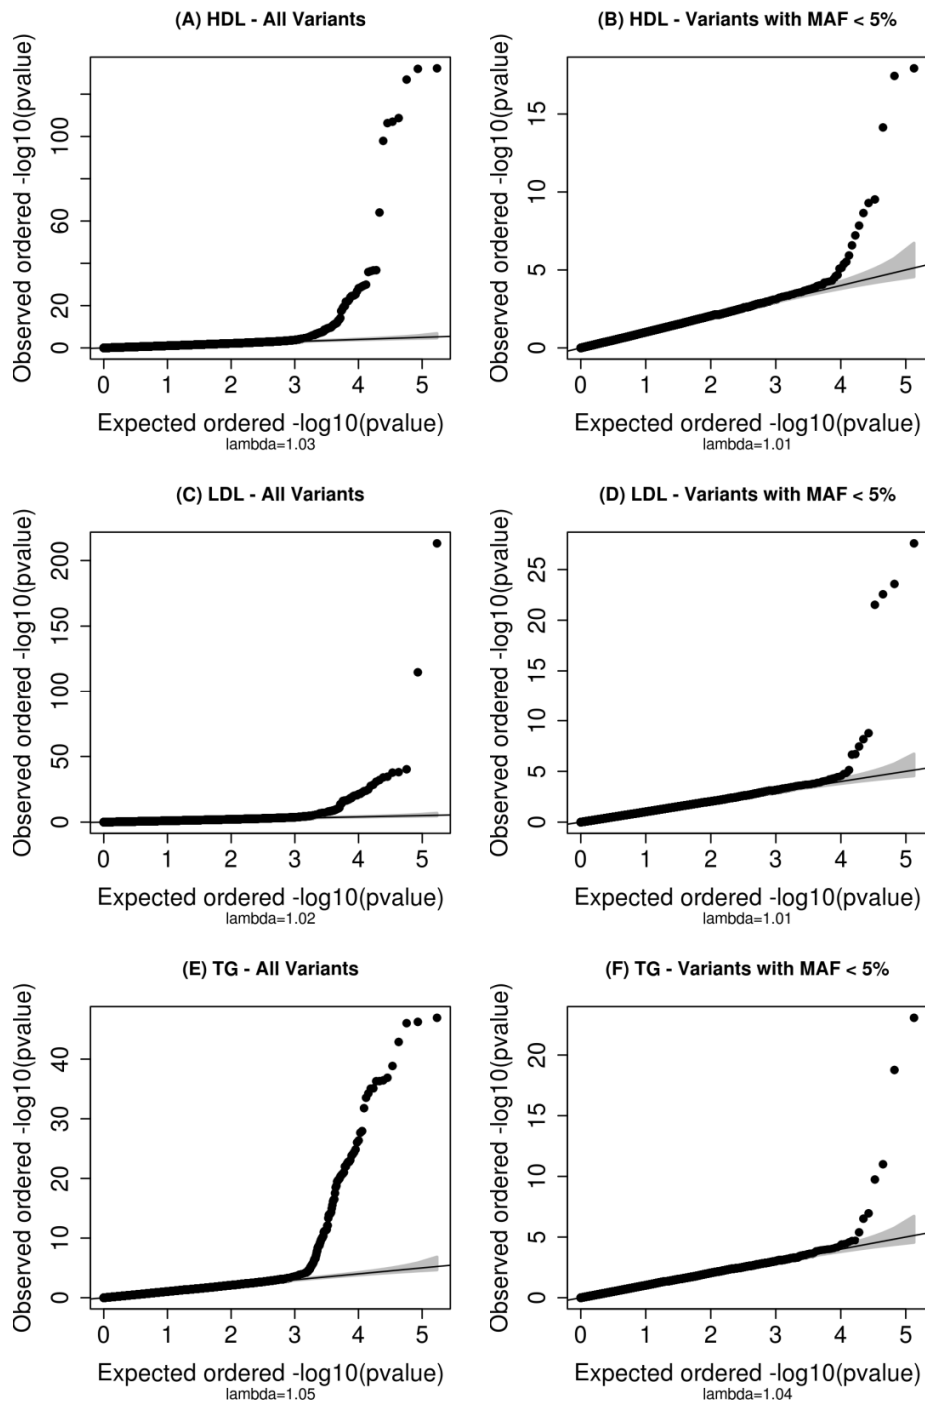 (A) HDL - All Variants
Observed ordered -log10(pvalue)
0 20 60 100
0 1 2 3 4 5
Expected ordered -log10(pvalue)
lambda=1.03
(B) HDL - Variants with MAF < 5%
Observed ordered -log10(pvalue)
0 5 10 15
0 1 2 3 4 5
Expected ordered -log10(pvalue)
lambda=1.01
(C) LDL - All Variants
Observed ordered -log10(pvalue)
0 50 100 150 200
0 1 2 3 4 5
Expected ordered -log10(pvalue)
lambda=1.02
(D) LDL - Variants with MAF < 5%
Observed ordered -log10(pvalue)
0 5 10 15 20 25
0 1 2 3 4 5
Expected ordered -log10(pvalue)
lambda=1.01
(E) TG - All Variants
Observed ordered -log10(pvalue)
0 10 20 30 40
0 1 2 3 4 5
Expected ordered -log10(pvalue)
lambda=1.05
(F) TG - Variants with MAF < 5%
Observed ordered -log10(pvalue)
0 5 10 15 20
0 1 2 3 4 5
Expected ordered -log10(pvalue)
lambda=1.04